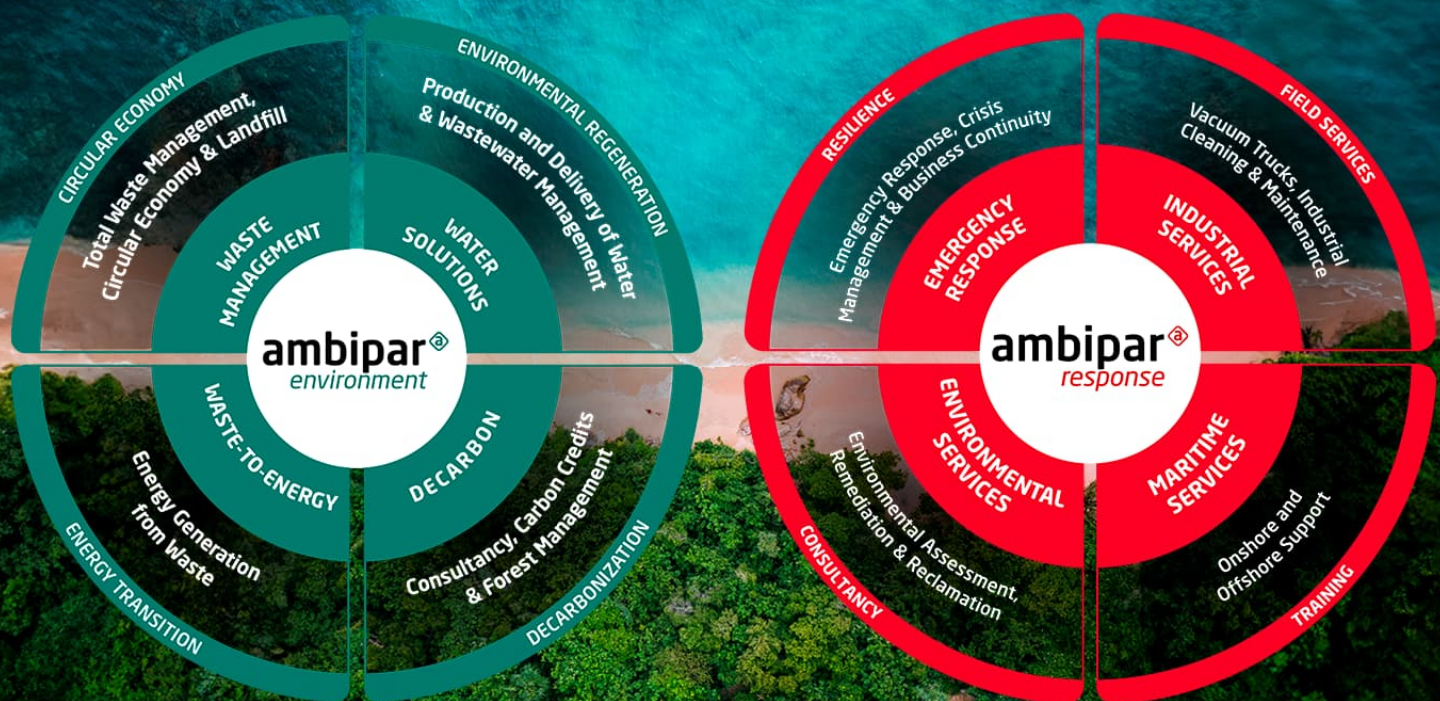 CIRCULAR ECONOMY
Total Waste Management,
Circular Economy & Landfill
WASTE
MANAGEMENT
ENVIRONMENTAL REGENERATION
Production and Delivery of Water
& Wastewater Management
WATER
SOLUTIONS
ambipar
environment
WASTE-TO-ENERGY
Energy Generation
from Waste
ENERGY TRANSITION
DECARBON
Consultancy, Carbon Credits
& Forest Management
DECARBONIZATION
RESILIENCE
Emergency Response, Crisis
Management & Business Continuity
EMERGENCY
RESPONSE
FIELD SERVICES
Vacuum Trucks, Industrial
Cleaning & Maintenance
INDUSTRIAL
SERVICES
ambipar
response
ENVIRONMENTAL
SERVICES
Environmental Assessment,
Remediation & Reclamation
CONSULTANCY
MARITIME
SERVICES
Onshore and
Offshore Support
TRAINING